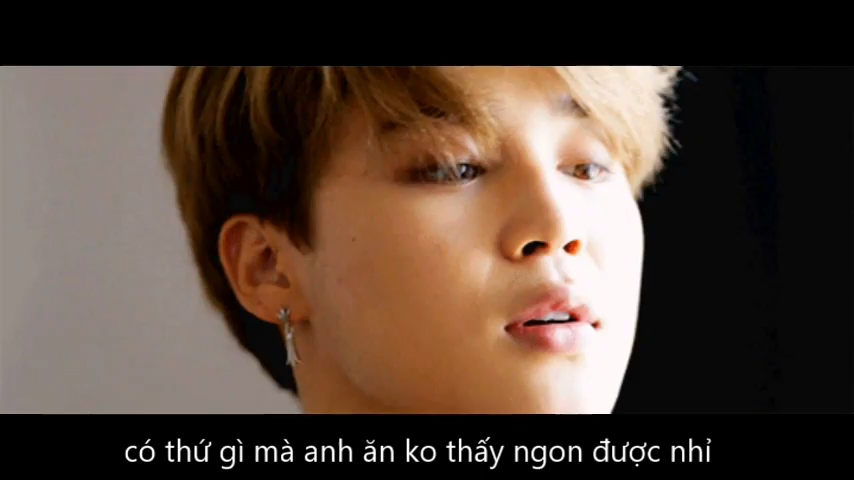 có thứ gì mà anh ăn ko thấy ngon được nhỉ